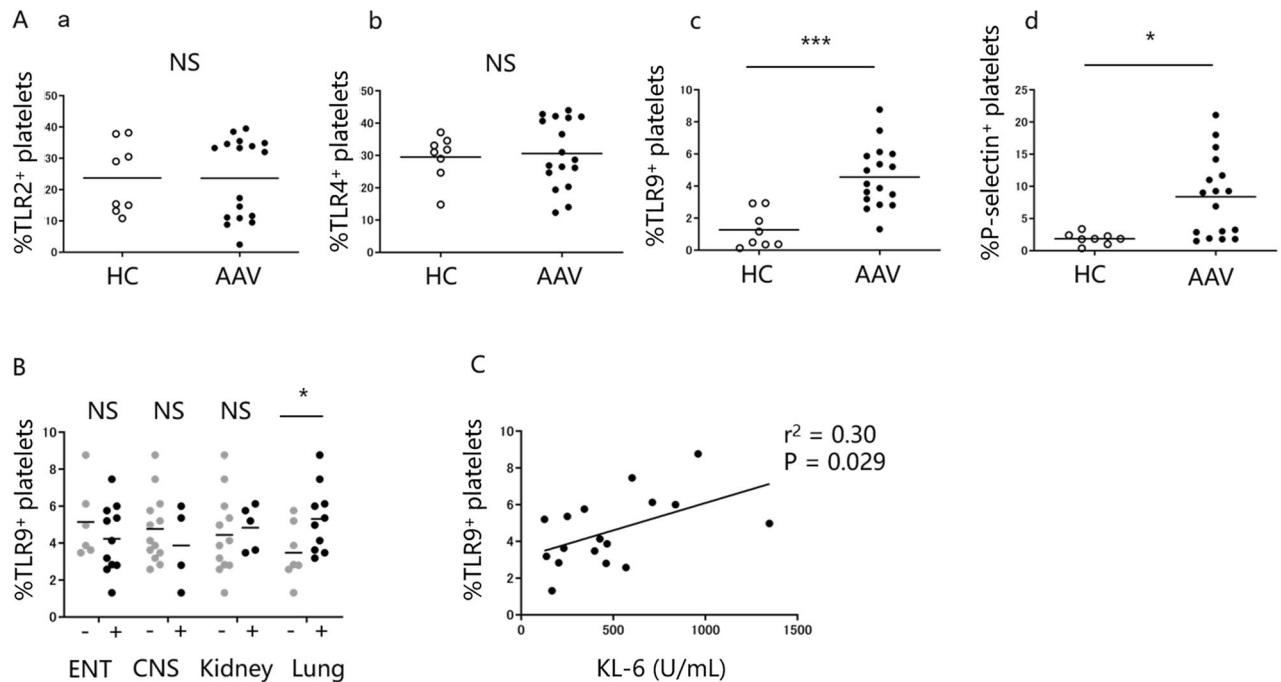 A
a
NS
%TLR2+ platelets
50
40
30
20
10
0
HC
AAV
b
NS
%TLR4+ platelets
50
40
30
20
10
0
HC
AAV
c
***
%TLR9+ platelets
10
8
6
4
2
0
HC
AAV
d
*
%P-selectin+ platelets
25
20
15
10
5
0
HC
AAV
B
NS NS NS *
%TLR9+ platelets
10
8
6
4
2
0
- + - + - + - +
ENT CNS Kidney Lung
C
r2 = 0.30
P = 0.029
%TLR9+ platelets
10
8
6
4
2
0
0 500 1000 1500
KL-6 (U/mL)